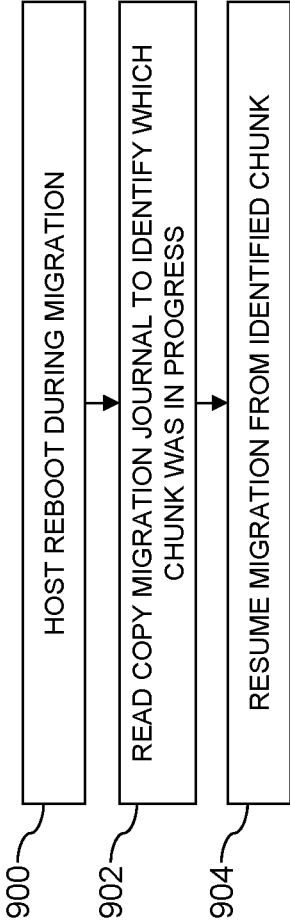 900
HOST REBOOT DURING MIGRATION
902
READ COPY MIGRATION JOURNAL TO IDENTIFY WHICH
CHUNK WAS IN PROGRESS
904
RESUME MIGRATION FROM IDENTIFIED CHUNK